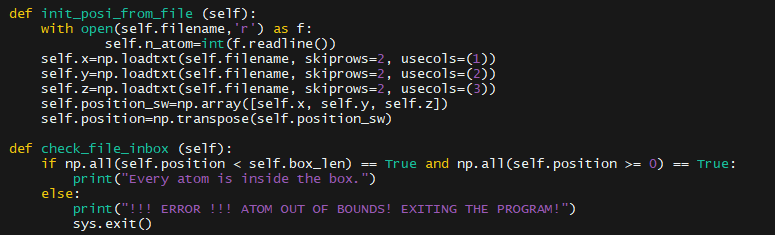 def init_posi_from_file (self):
    with open(self.filename,'r') as f:
            self.n_atom=int(f.readline())
    self.x=np.loadtxt(self.filename, skiprows=2, usecols=(1))
    self.y=np.loadtxt(self.filename, skiprows=2, usecols=(2))
    self.z=np.loadtxt(self.filename, skiprows=2, usecols=(3))
    self.position_sw=np.array([self.x, self.y, self.z])
    self.position=np.transpose(self.position_sw)

def check_file_inbox (self):
    if np.all(self.position < self.box_len) == True and np.all(self.position >= 0) == True:
        print("Every atom is inside the box.")
    else:
        print("!!! ERROR !!! ATOM OUT OF BOUNDS! EXITING THE PROGRAM!")
        sys.exit()